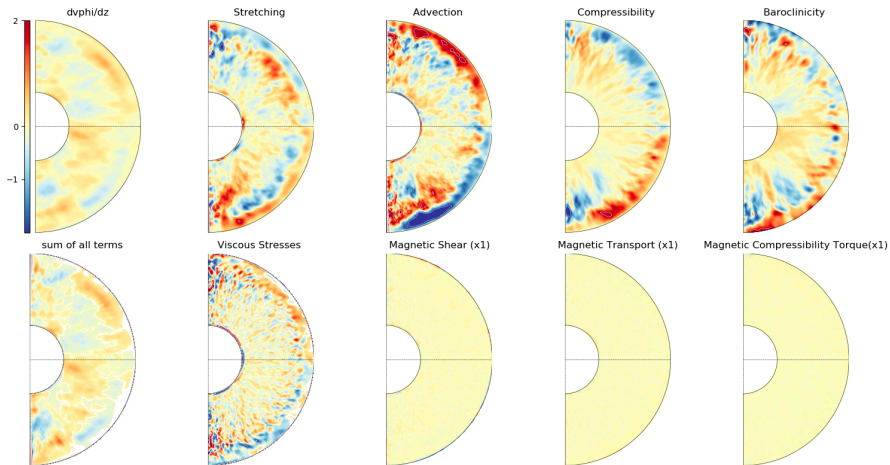 dvphi/dz
Stretching
Advection
Compressibility
Baroclinicity
2
0
−1
sum of all terms
Viscous Stresses
Magnetic Shear (x1)
Magnetic Transport (x1)
Magnetic Compressibility Torque(x1)